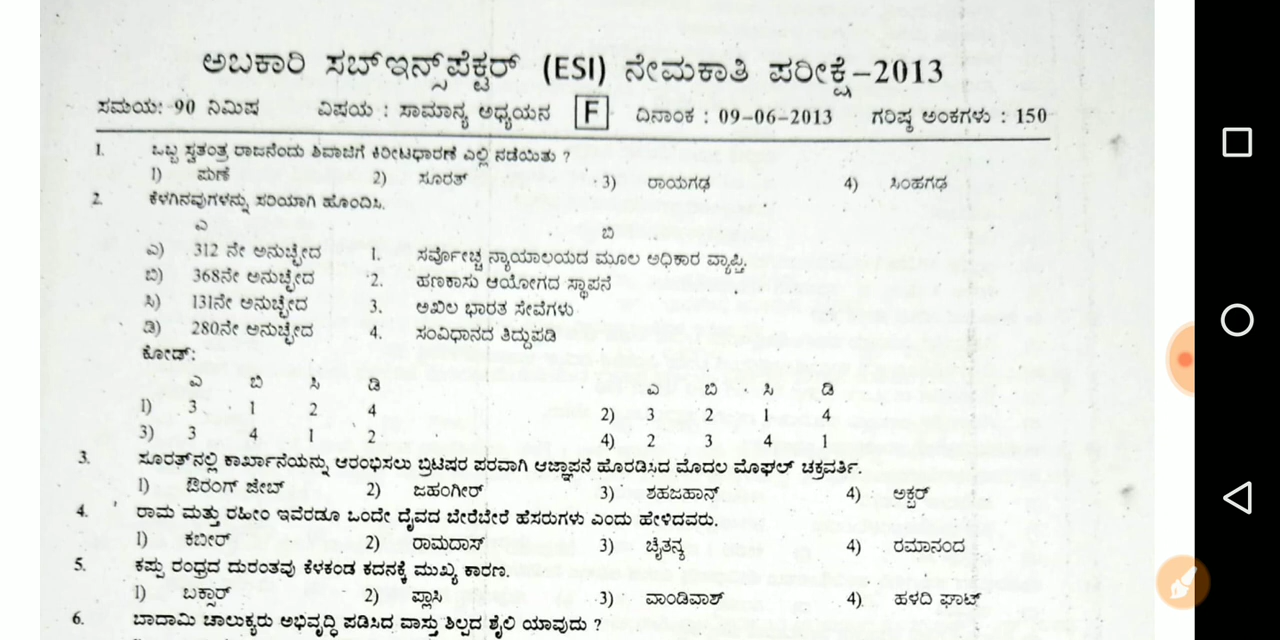 ಅಬಕಾರಿ ಸಬ್‌ಇನ್ಸ್‌ಪೆಕ್ಟರ್ (ESI) ನೇಮಕಾತಿ ಪರೀಕ್ಷೆ-2013
ಸಮಯ: 90 ನಿಮಿಷ ವಿಷಯ : ಸಾಮಾನ್ಯ ಅಧ್ಯಯನ F ದಿನಾಂಕ : 09-06-2013 ಗರಿಷ್ಠ ಅಂಕಗಳು : 150
1. ಒಬ್ಬ ಸ್ವತಂತ್ರ ರಾಜನೆಂದು ಶಿವಾಜಿಗೆ ಕಿರೀಟಧಾರಣೆ ಎಲ್ಲಿ ನಡೆಯಿತು ?
1) ಪುಣೆ 2) ಸೂರತ್ 3) ರಾಯಗಢ 4) ಸಿಂಹಗಢ
2. ಕೆಳಗಿನವುಗಳನ್ನು ಸರಿಯಾಗಿ ಹೊಂದಿಸಿ.
ಎ ಬಿ
ಎ) 312 ನೇ ಅನುಚ್ಛೇದ 1. ಸರ್ವೋಚ್ಚ ನ್ಯಾಯಾಲಯದ ಮೂಲ ಅಧಿಕಾರ ವ್ಯಾಪ್ತಿ.
ಬಿ) 368ನೇ ಅನುಚ್ಛೇದ 2. ಹಣಕಾಸು ಆಯೋಗದ ಸ್ಥಾಪನೆ
ಸಿ) 131ನೇ ಅನುಚ್ಛೇದ 3. ಅಖಿಲ ಭಾರತ ಸೇವೆಗಳು
ಡಿ) 280ನೇ ಅನುಚ್ಛೇದ 4. ಸಂವಿಧಾನದ ತಿದ್ದುಪಡಿ
ಕೋಡ್:
ಎ ಬಿ ಸಿ ಡಿ ಎ ಬಿ ಸಿ ಡಿ
1) 3 1 2 4 2) 3 2 1 4
3) 3 4 1 2 4) 2 3 4 1
3. ಸೂರತ್‌ನಲ್ಲಿ ಕಾರ್ಖಾನೆಯನ್ನು ಆರಂಭಿಸಲು ಬ್ರಿಟಿಷರ ಪರವಾಗಿ ಆಜ್ಞಾಪನೆ ಹೊರಡಿಸಿದ ಮೊದಲ ಮೊಘಲ್ ಚಕ್ರವರ್ತಿ.
1) ಔರಂಗ್ ಜೇಬ್ 2) ಜಹಂಗೀರ್ 3) ಶಹಜಹಾನ್ 4) ಅಕ್ಬರ್
4. ರಾಮ ಮತ್ತು ರಹೀಂ ಇವೆರಡೂ ಒಂದೇ ದೈವದ ಬೇರೆಬೇರೆ ಹೆಸರುಗಳು ಎಂದು ಹೇಳಿದವರು.
1) ಕಬೀರ್ 2) ರಾಮದಾಸ್ 3) ಚೈತನ್ಯ 4) ರಮಾನಂದ
5. ಕಪ್ಪು ರಂಧ್ರದ ದುರಂತವು ಕೆಳಕಂಡ ಕದನಕ್ಕೆ ಮುಖ್ಯ ಕಾರಣ.
1) ಬಕ್ಸಾರ್ 2) ಪ್ಲಾಸಿ 3) ವಾಂಡಿವಾಶ್ 4) ಹಳದಿ ಘಾಟ್
6. ಬಾದಾಮಿ ಚಾಲುಕ್ಯರು ಅಭಿವೃದ್ಧಿ ಪಡಿಸಿದ ವಾಸ್ತು ಶಿಲ್ಪದ ಶೈಲಿ ಯಾವುದು ?